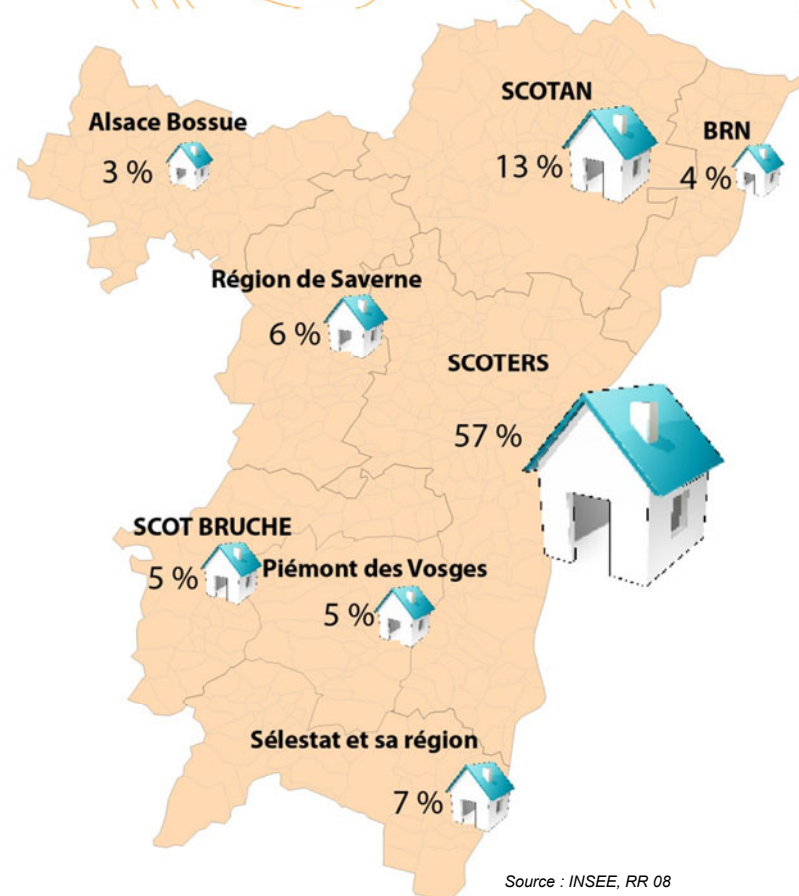 SCOTAN
Alsace Bossue
BRN
3 %
13 %
4 %
Région de Saverne
6 %
SCOTERS
57 %
SCOT BRUCHE
5 %
Piémont des Vosges
5 %
Sélestat et sa région
7 %
Source : INSEE, RR 08